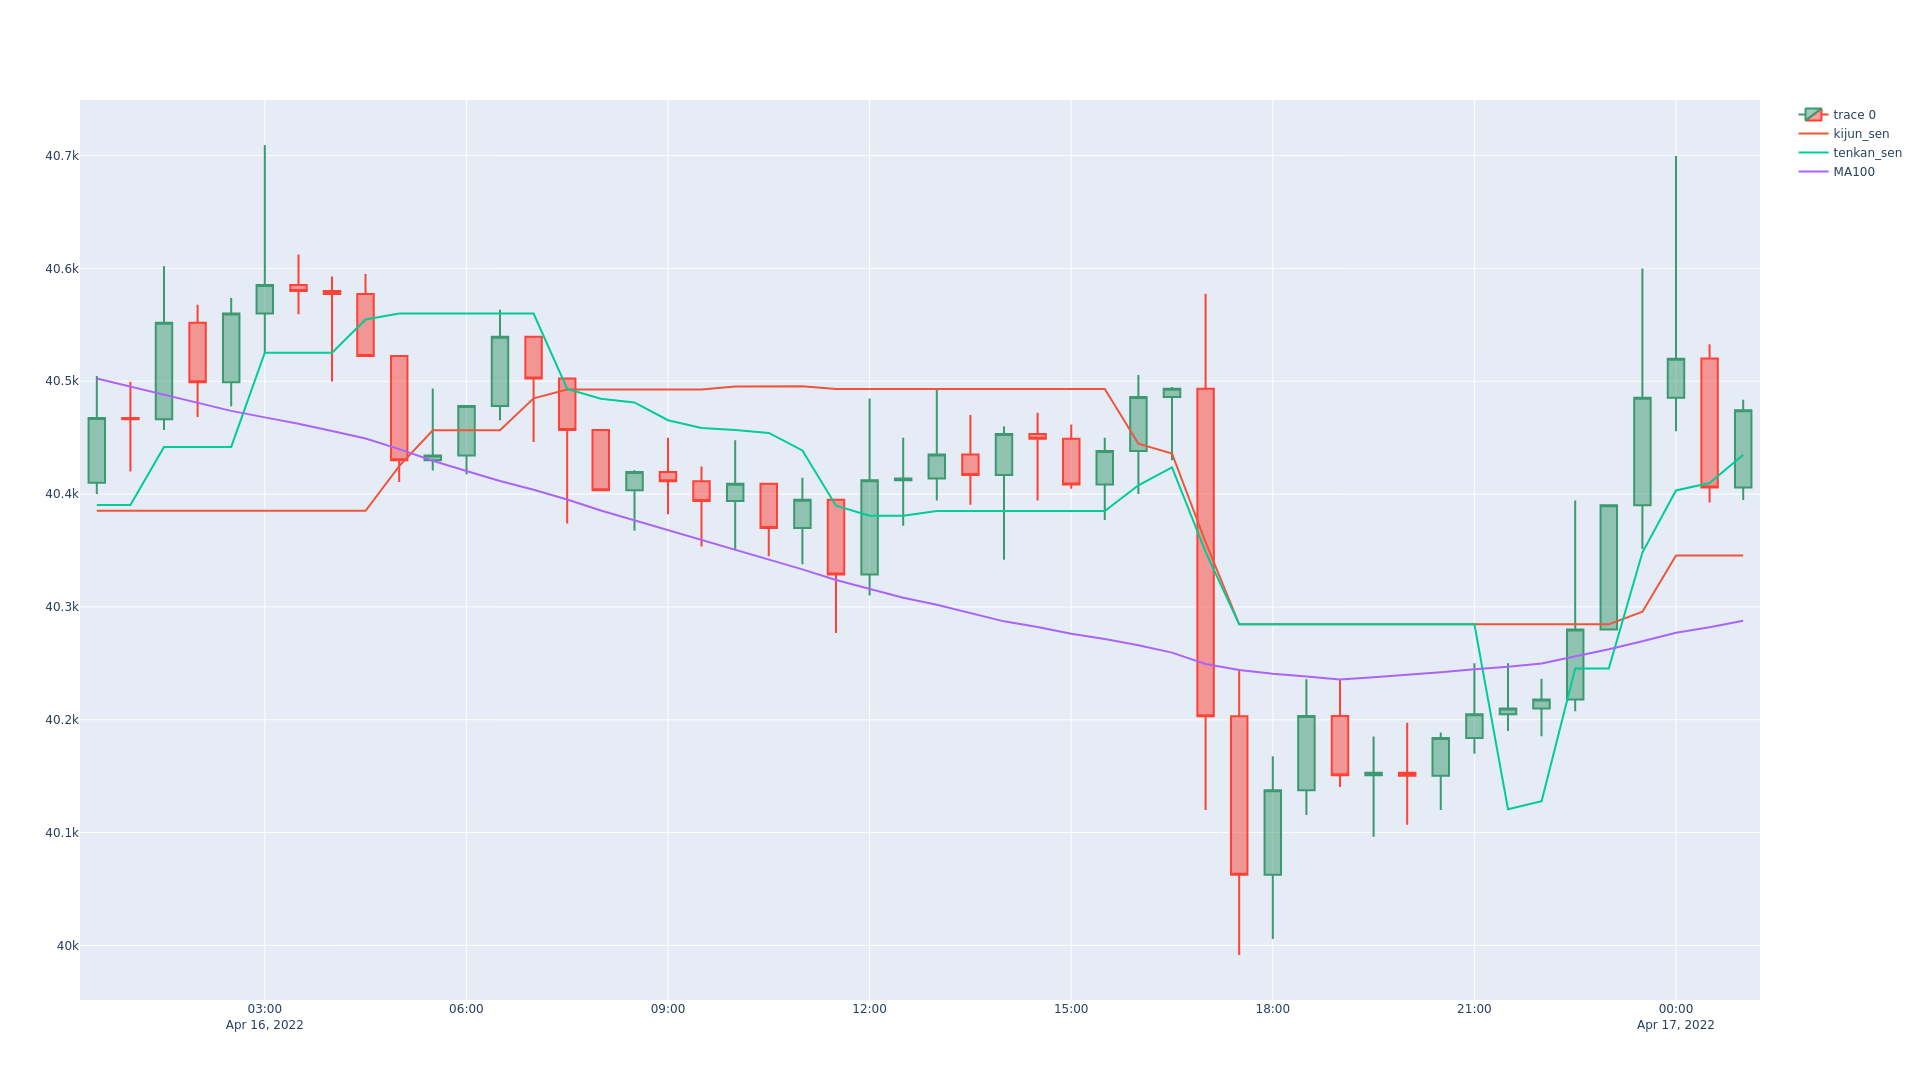 trace 0
kijun_sen
tenkan_sen
MA100
40.7k
40.6k
40.5k
40.4k
40.3k
40.2k
40.1k
40k
03:00 06:00 09:00 12:00 15:00 18:00 21:00 00:00
Apr 16, 2022 Apr 17, 2022